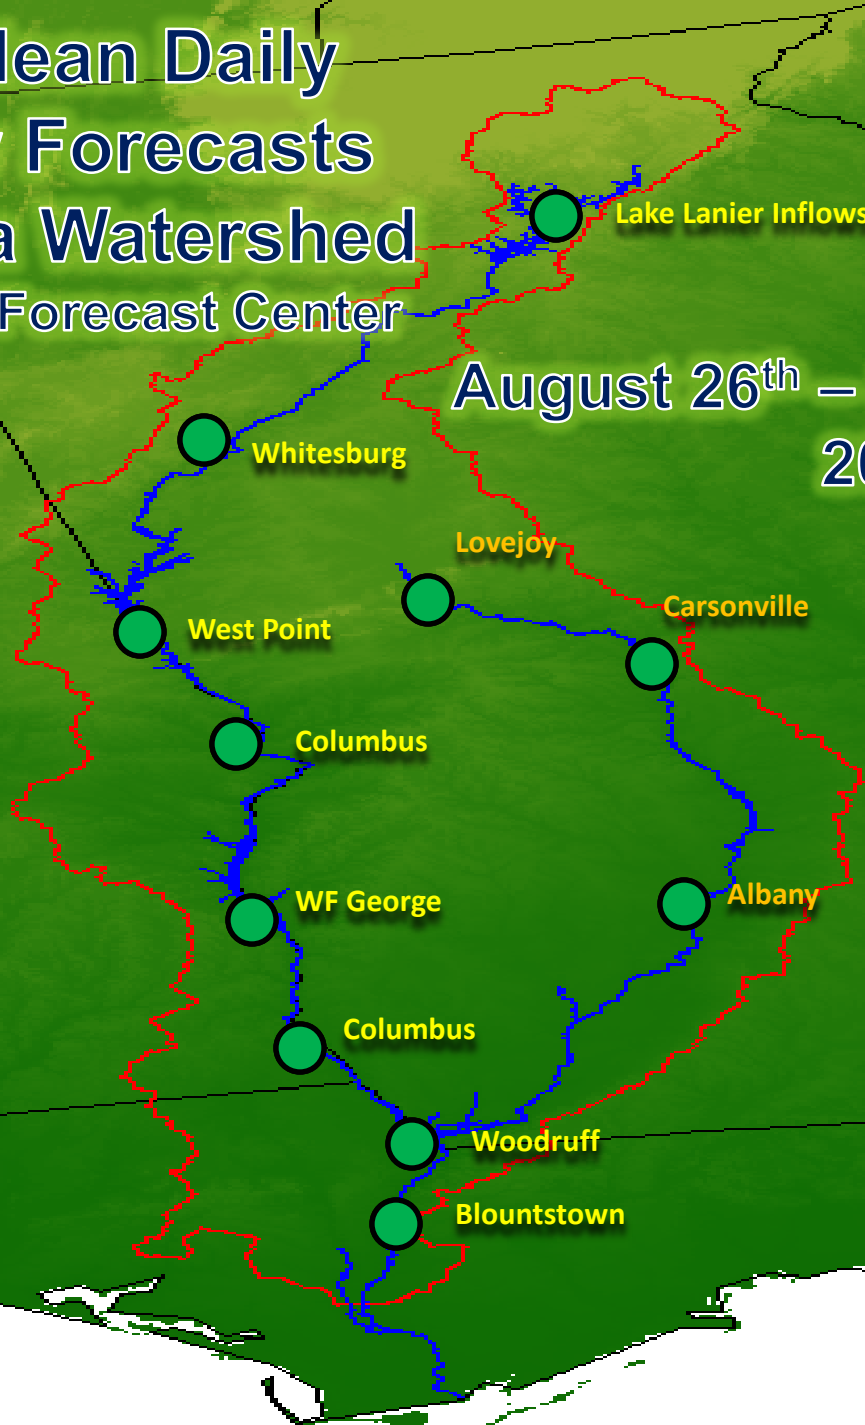 lean Daily
Forecasts
a Watershed
Forecast Center
Lake Lanier Inflows
August 26th –
20
Whitesburg
Lovejoy
Carsonville
West Point
Columbus
Albany
WF George
Columbus
Woodruff
Blountstown